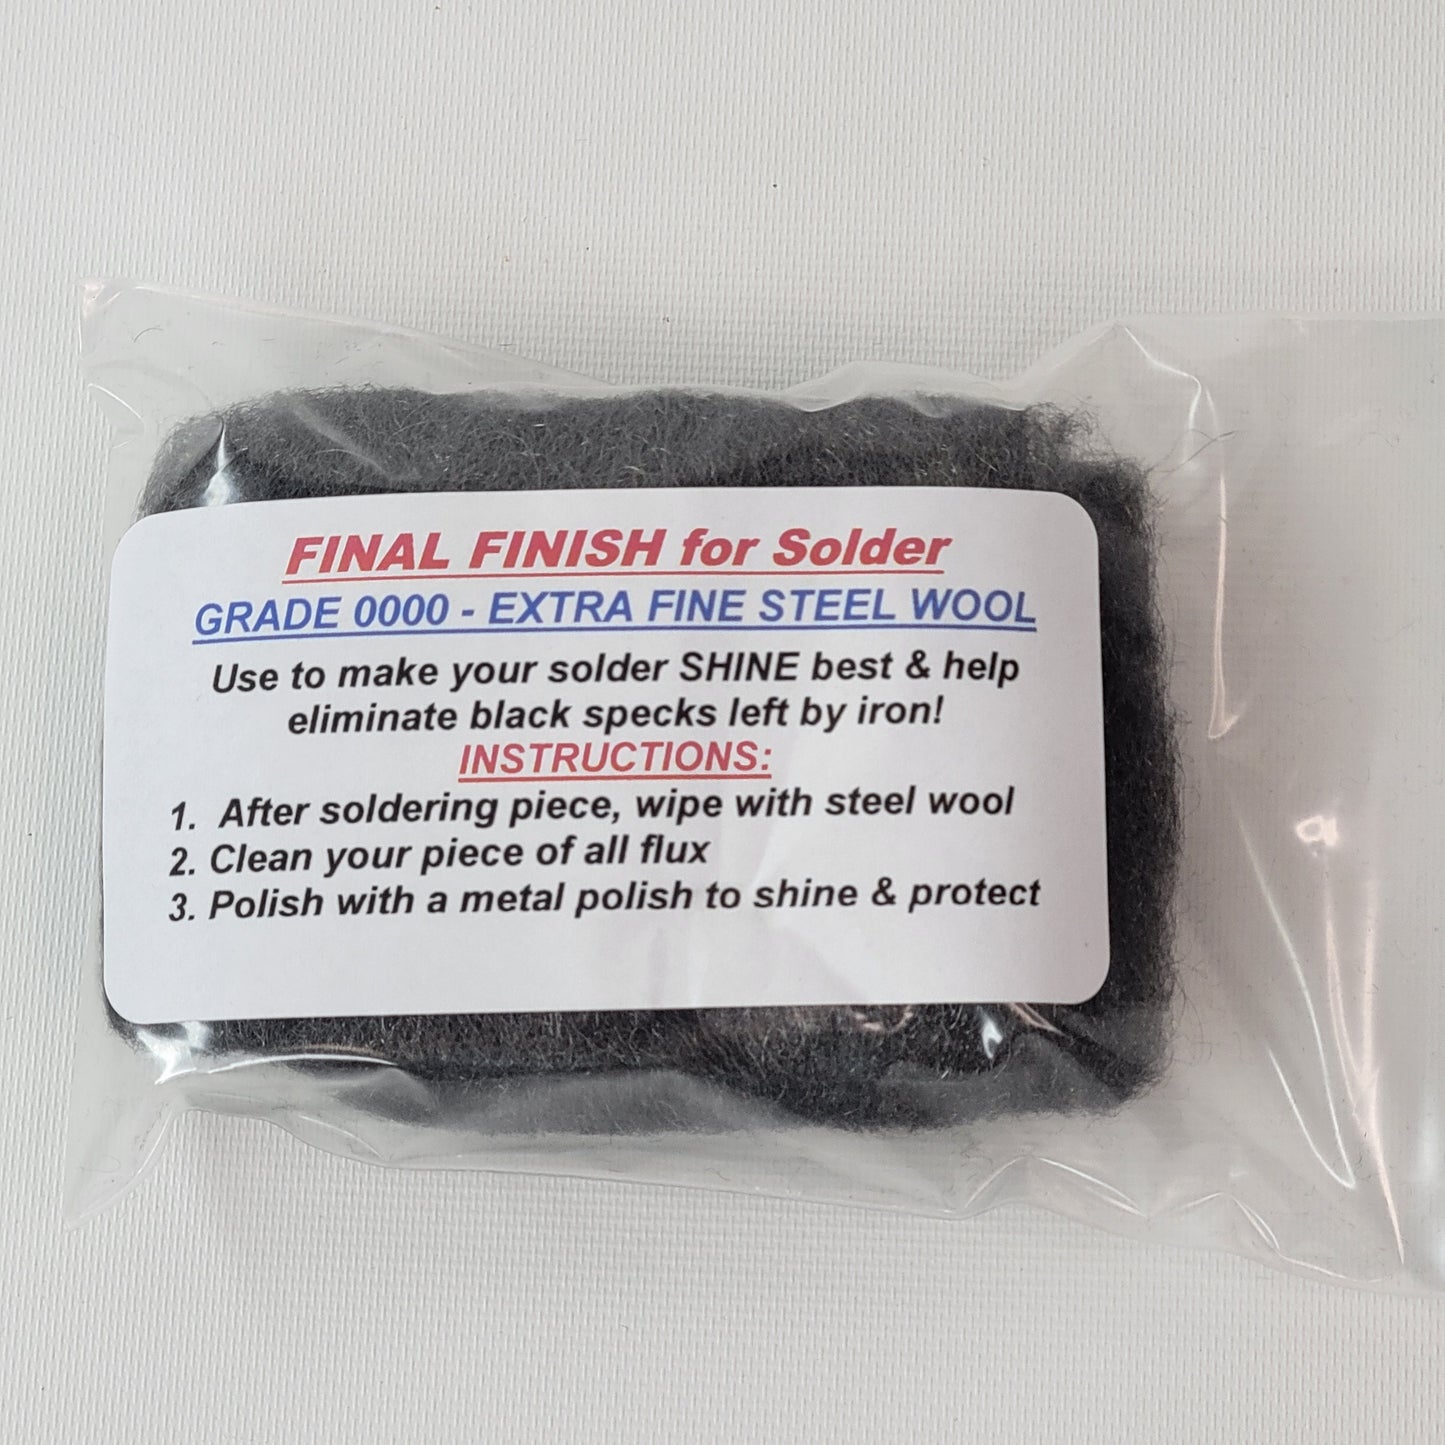 FINAL FINISH for Solder
GRADE 0000 - EXTRA FINE STEEL WOOL
Use to make your solder SHINE best & help
eliminate black specks left by iron!
INSTRUCTIONS:
1. After soldering piece, wipe with steel wool
2. Clean your piece of all flux
3. Polish with a metal polish to shine & protect